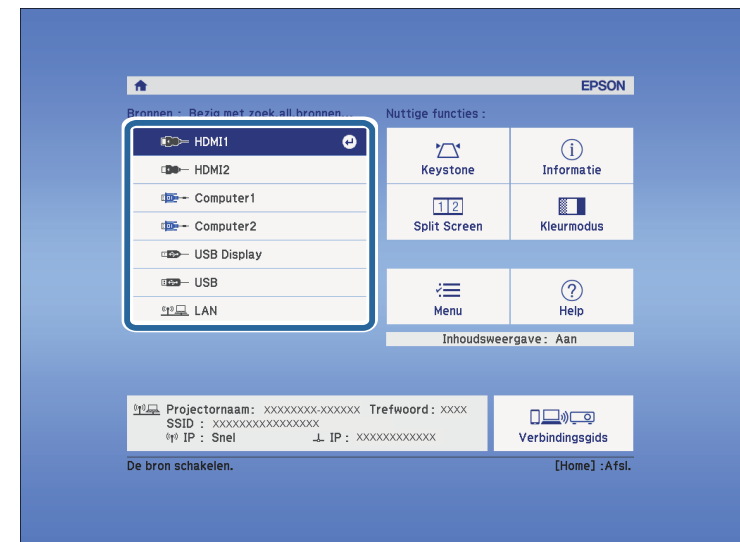 EPSON
Bronnen : Bezig met zoek.all bronnen...
HDMI1
HDMI2
Computer1
Computer2
USB Display
USB
LAN
Nuttige functies :
Keystone
Informatie
1 2
Split Screen
Kleurmodus
Menu
? Help
Inhoudsweergave: Aan
Projectornaam: XXXXXXXX-XXXXXX Trefwoord: XXXX
SSID : XXXXXXXXXXXXXXXX
IP : Snel IP: XXXXXXXXXXXX
Verbindingsgids
De bron schakelen.
[Home] :Afsl.